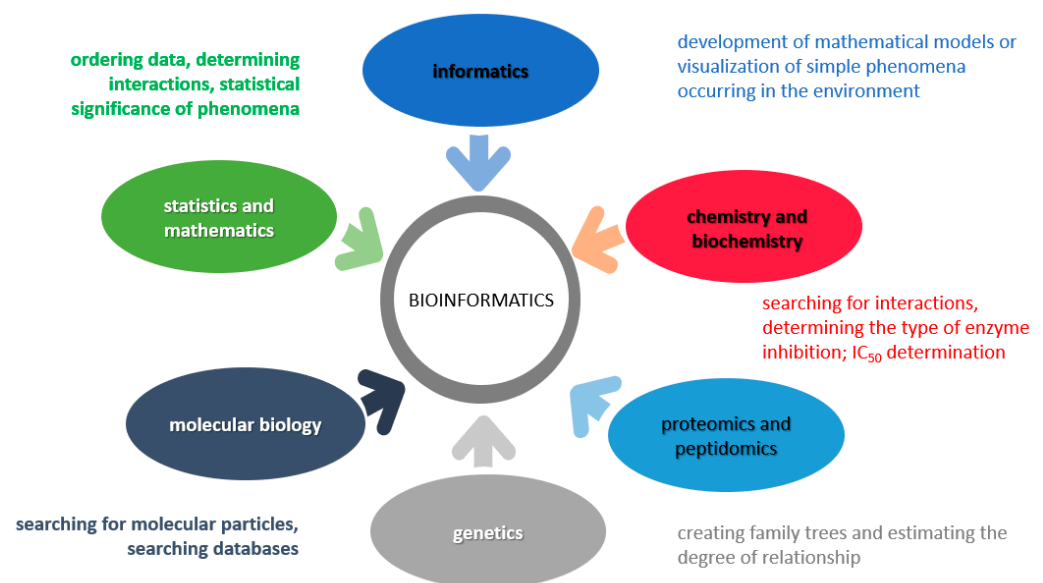 ordering data, determining
interactions, statistical
significance of phenomena
informatics
development of mathematical models or
visualization of simple phenomena
occurring in the environment
statistics and
mathematics
chemistry and
biochemistry
BIOINFORMATICS
searching for interactions,
determining the type of enzyme
inhibition; IC₅₀ determination
molecular biology
proteomics and
peptidomics
searching for molecular particles,
searching databases
genetics
creating family trees and estimating the
degree of relationship